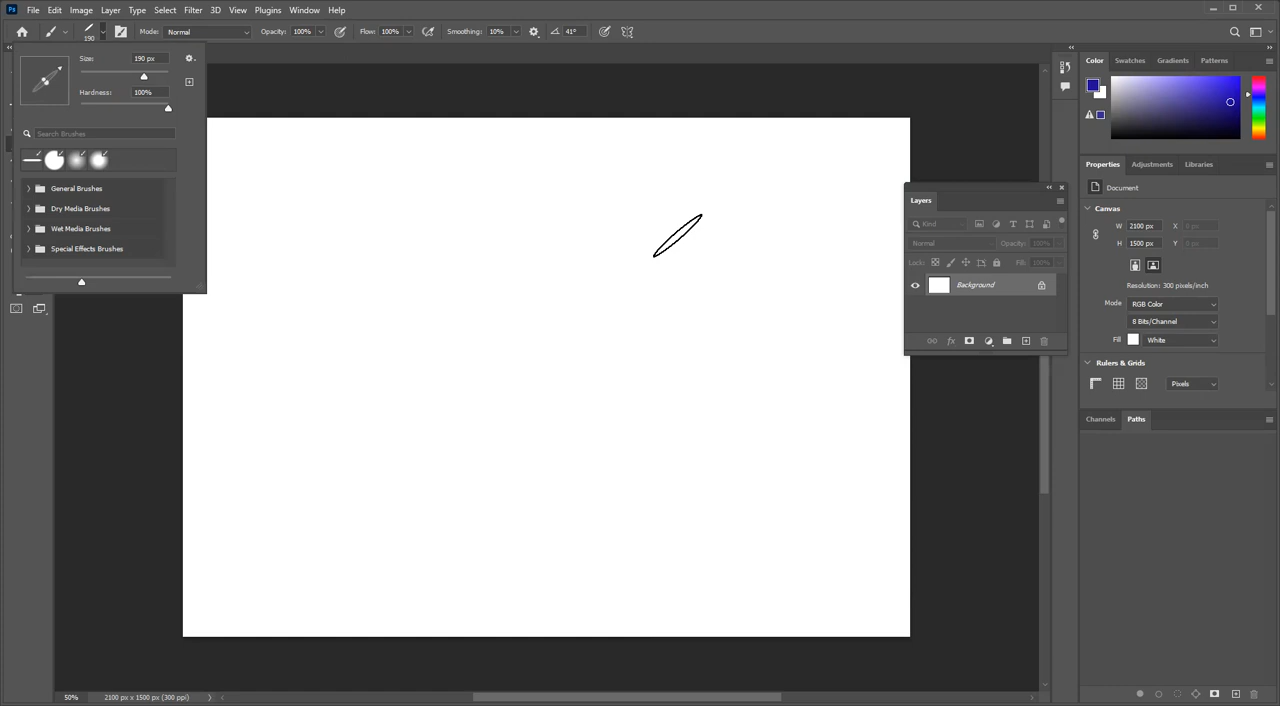 Ps File Edit Image Layer Type Select Filter 3D View Plugins Window Help
190 Mode: Normal Opacity: 100% Flow: 100% Smoothing: 10% 41°
Size: 190 px
Hardness: 100%
Search Brushes
General Brushes
Dry Media Brushes
Wet Media Brushes
Special Effects Brushes
Layers
Kind
Normal Opacity: 100%
Lock: Fill: 100%
Background
fx
Color Swatches Gradients Patterns
Properties Adjustments Libraries
Document
Canvas
W 2100 px X 0 px
H 1500 px Y 0 px
Resolution: 300 pixels/inch
Mode RGB Color
8 Bits/Channel
Fill White
Rulers & Grids
Pixels
Channels Paths
50% 2100 px x 1500 px (300 ppi)